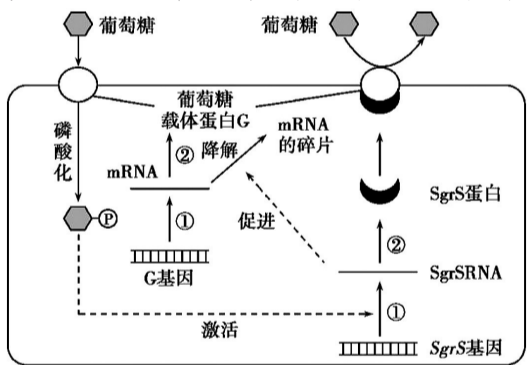 葡萄糖
葡萄糖
葡萄糖
载体蛋白G
磷酸化
② 降解
mRNA
的碎片
mRNA
SgrS蛋白
P
①
促进
②
G基因
SgrSRNA
激活
①
SgrS基因